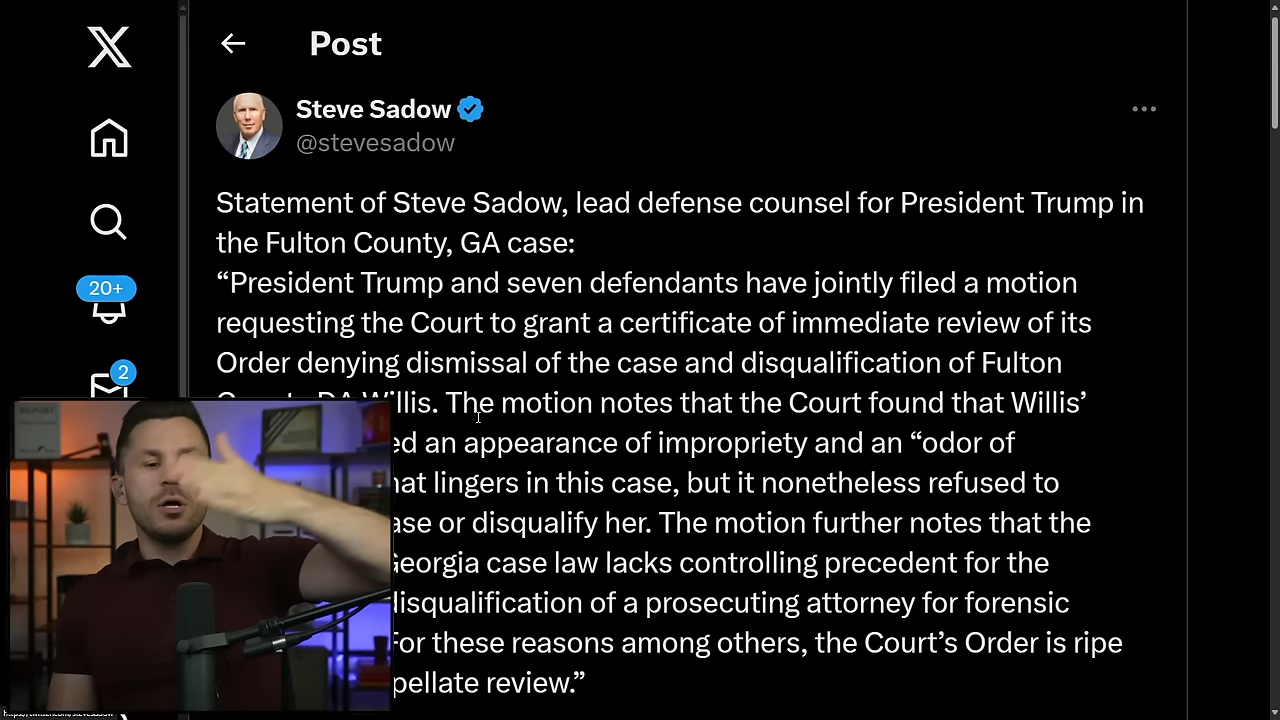 Post
Steve Sadow
@stevesadow
Statement of Steve Sadow, lead defense counsel for President Trump in
the Fulton County, GA case:
“President Trump and seven defendants have jointly filed a motion
20+
requesting the Court to grant a certificate of immediate review of its
Order denying dismissal of the case and disqualification of Fulton
2
Willis. The motion notes that the Court found that Willis’
ed an appearance of impropriety and an “odor of
hat lingers in this case, but it nonetheless refused to
ase or disqualify her. The motion further notes that the
Georgia case law lacks controlling precedent for the
disqualification of a prosecuting attorney for forensic
For these reasons among others, the Court’s Order is ripe
pellate review.”
REPORT